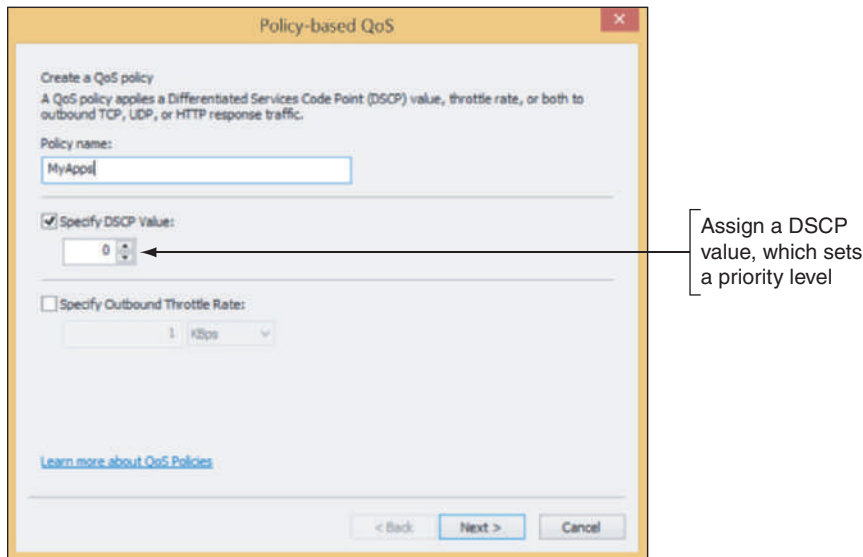 Policy-based QoS
Create a QoS policy
A QoS policy applies a Differentiated Services Code Point (DSCP) value, throttle rate, or both to
outbound TCP, UDP, or HTTP response traffic.
Policy name:
MyApps
Specify DSCP Value:
0
Assign a DSCP
value, which sets
a priority level
Specify Outbound Throttle Rate:
1 KBps
Learn more about QoS Policies
< Back Next > Cancel